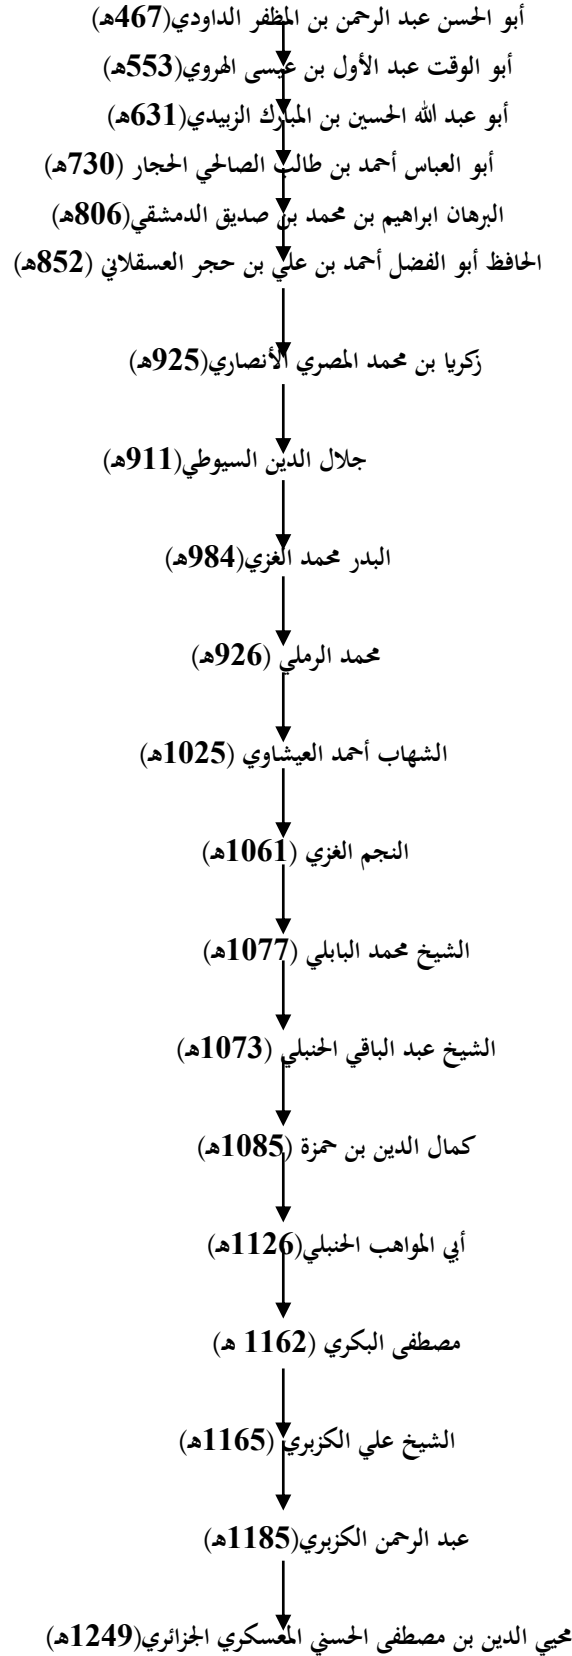 أبو الحسن عبد الرحمن بن المظفر الداودي(467هـ)
أبو الوقت عبد الأول بن عيسى الهروي(553هـ)
أبو عبد الله الحسين بن المبارك الزبيدي(631هـ)
أبو العباس أحمد بن طالب الصالحي الحجار (730هـ)
البرهان ابراهيم بن محمد بن صديق الدمشقي(806هـ)
الحافظ أبو الفضل أحمد بن علي بن حجر العسقلاني (852هـ)
زكريا بن محمد المصري الأنصاري(925هـ)
جلال الدين السيوطي(911هـ)
البدر محمد الغزي(984هـ)
محمد الرملي (926هـ)
الشهاب أحمد العيشاوي (1025هـ)
النجم الغزي (1061هـ)
الشيخ محمد البابلي (1077هـ)
الشيخ عبد الباقي الحنبلي (1073هـ)
كمال الدين بن حمزة (1085هـ)
أبي المواهب الحنبلي(1126هـ)
مصطفى البكري (1162 هـ)
الشيخ علي الكزبري (1165هـ)
عبد الرحمن الكزبري(1185هـ)
محيي الدين بن مصطفى الحسني المعسكري الجزائري(1249هـ)